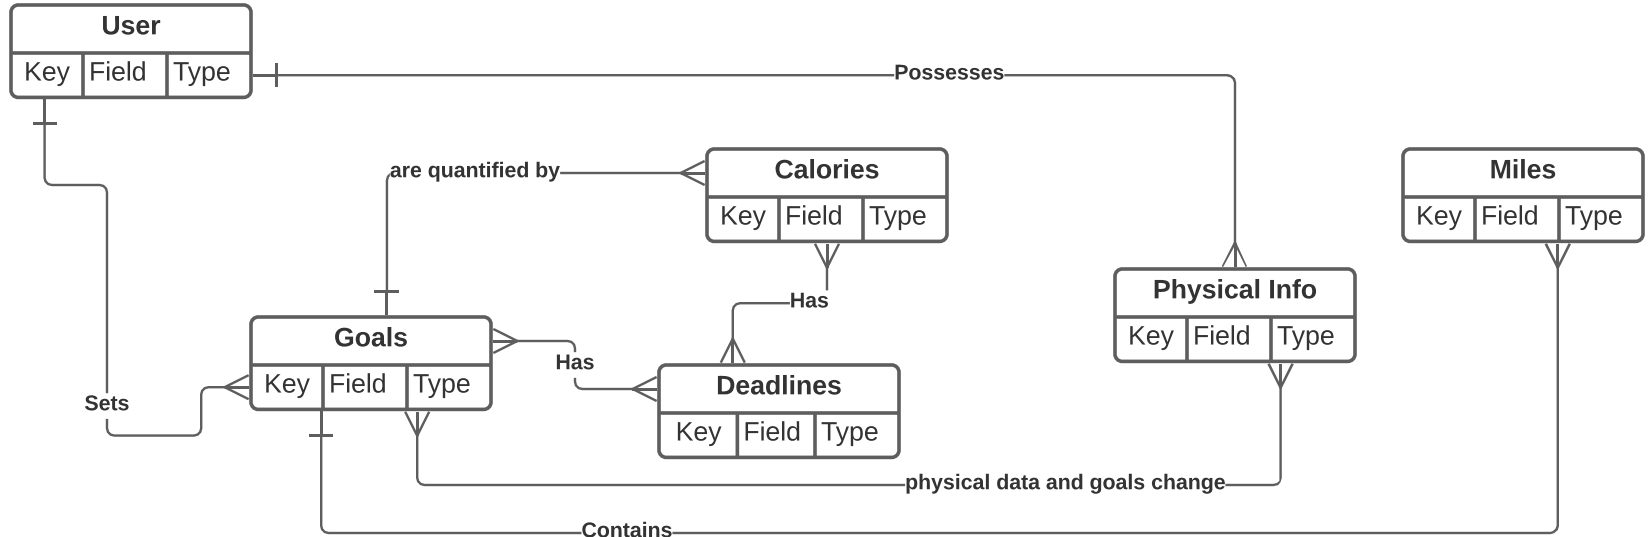 User
Key Field Type
Possesses
are quantified by
Calories
Key Field Type
Miles
Key Field Type
Has
Physical Info
Key Field Type
Goals
Key Field Type
Has
Deadlines
Key Field Type
Sets
physical data and goals change
Contains